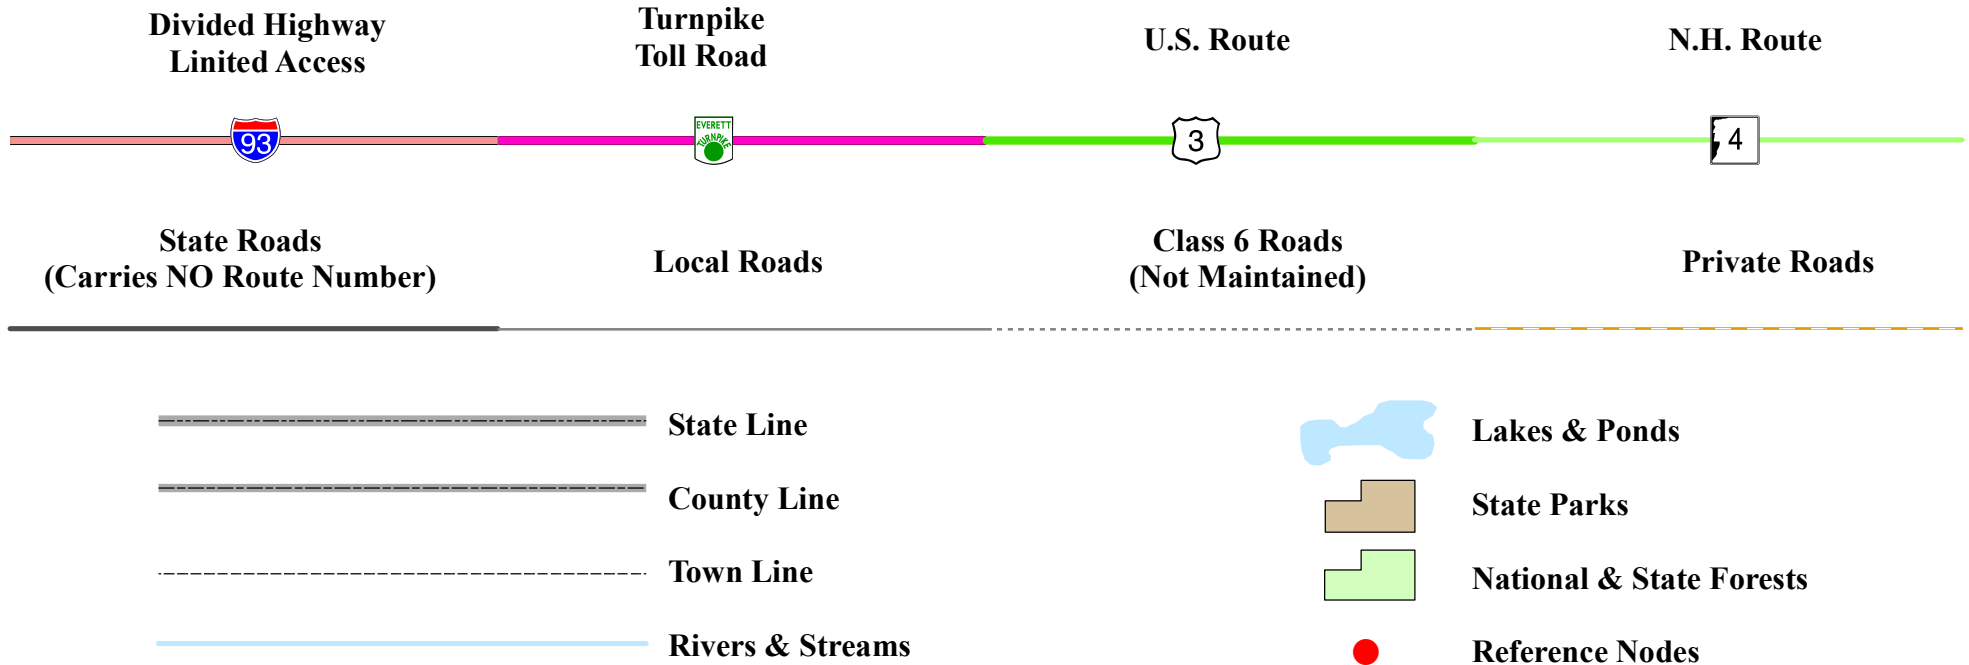 Divided Highway
Linited Access
Turnpike
Toll Road
U.S. Route
N.H. Route
93
EVERETT
TURNPIKE
3
4
State Roads
(Carries NO Route Number)
Local Roads
Class 6 Roads
(Not Maintained)
Private Roads
State Line
County Line
Town Line
Rivers & Streams
Lakes & Ponds
State Parks
National & State Forests
Reference Nodes